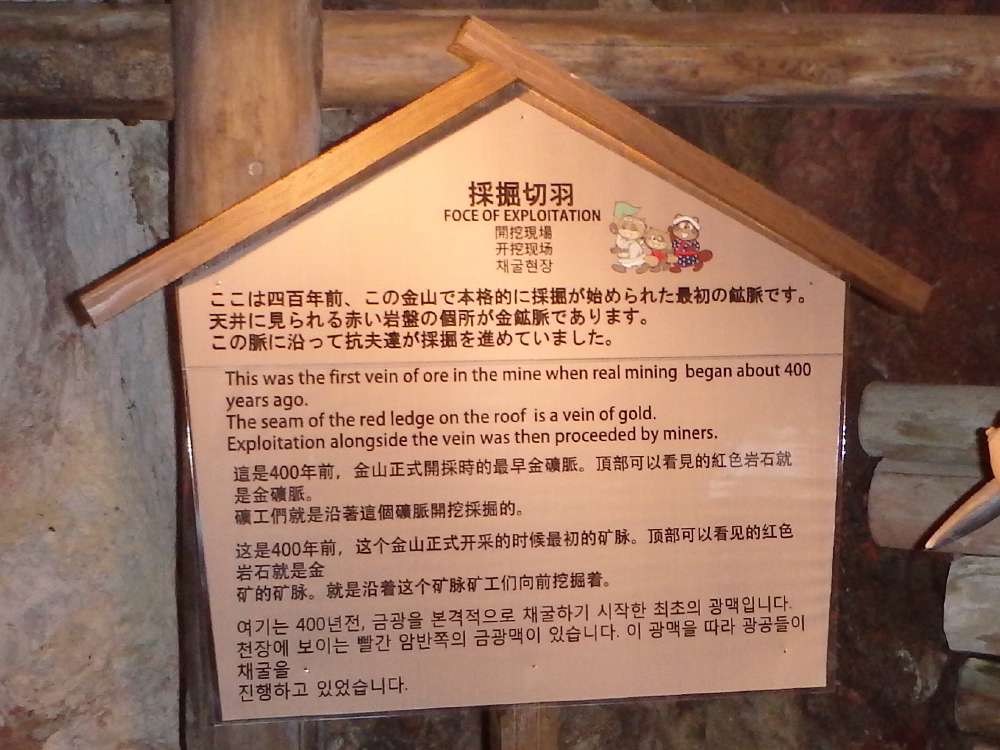 採掘切羽
FOCE OF EXPLOITATION
開挖現場
开挖现场
채굴현장
ここは四百年前、この金山で本格的に採掘が始められた最初の鉱脈です。
天井に見られる赤い岩盤の個所が金鉱脈であります。
この脈に沿って抗夫達が採掘を進めていました。
This was the first vein of ore in the mine when real mining began about 400
years ago.
The seam of the red ledge on the roof is a vein of gold.
Exploitation alongside the vein was then proceeded by miners.
這是400年前，金山正式開採時的最早金礦脈。頂部可以看見的紅色岩石就
是金礦脈。
礦工們就是沿著這個礦脈開挖採掘的。
这是400年前，这个金山正式开采的时候最初的矿脉。顶部可以看见的红色
岩石就是金
矿的矿脉。就是沿着这个矿脉矿工们向前挖掘着。
여기는 400년전, 금광을 본격적으로 채굴하기 시작한 최초의 광맥입니다.
천장에 보이는 빨간 암반쪽의 금광맥이 있습니다. 이 광맥을 따라 광공들이
채굴을
진행하고 있었습니다.